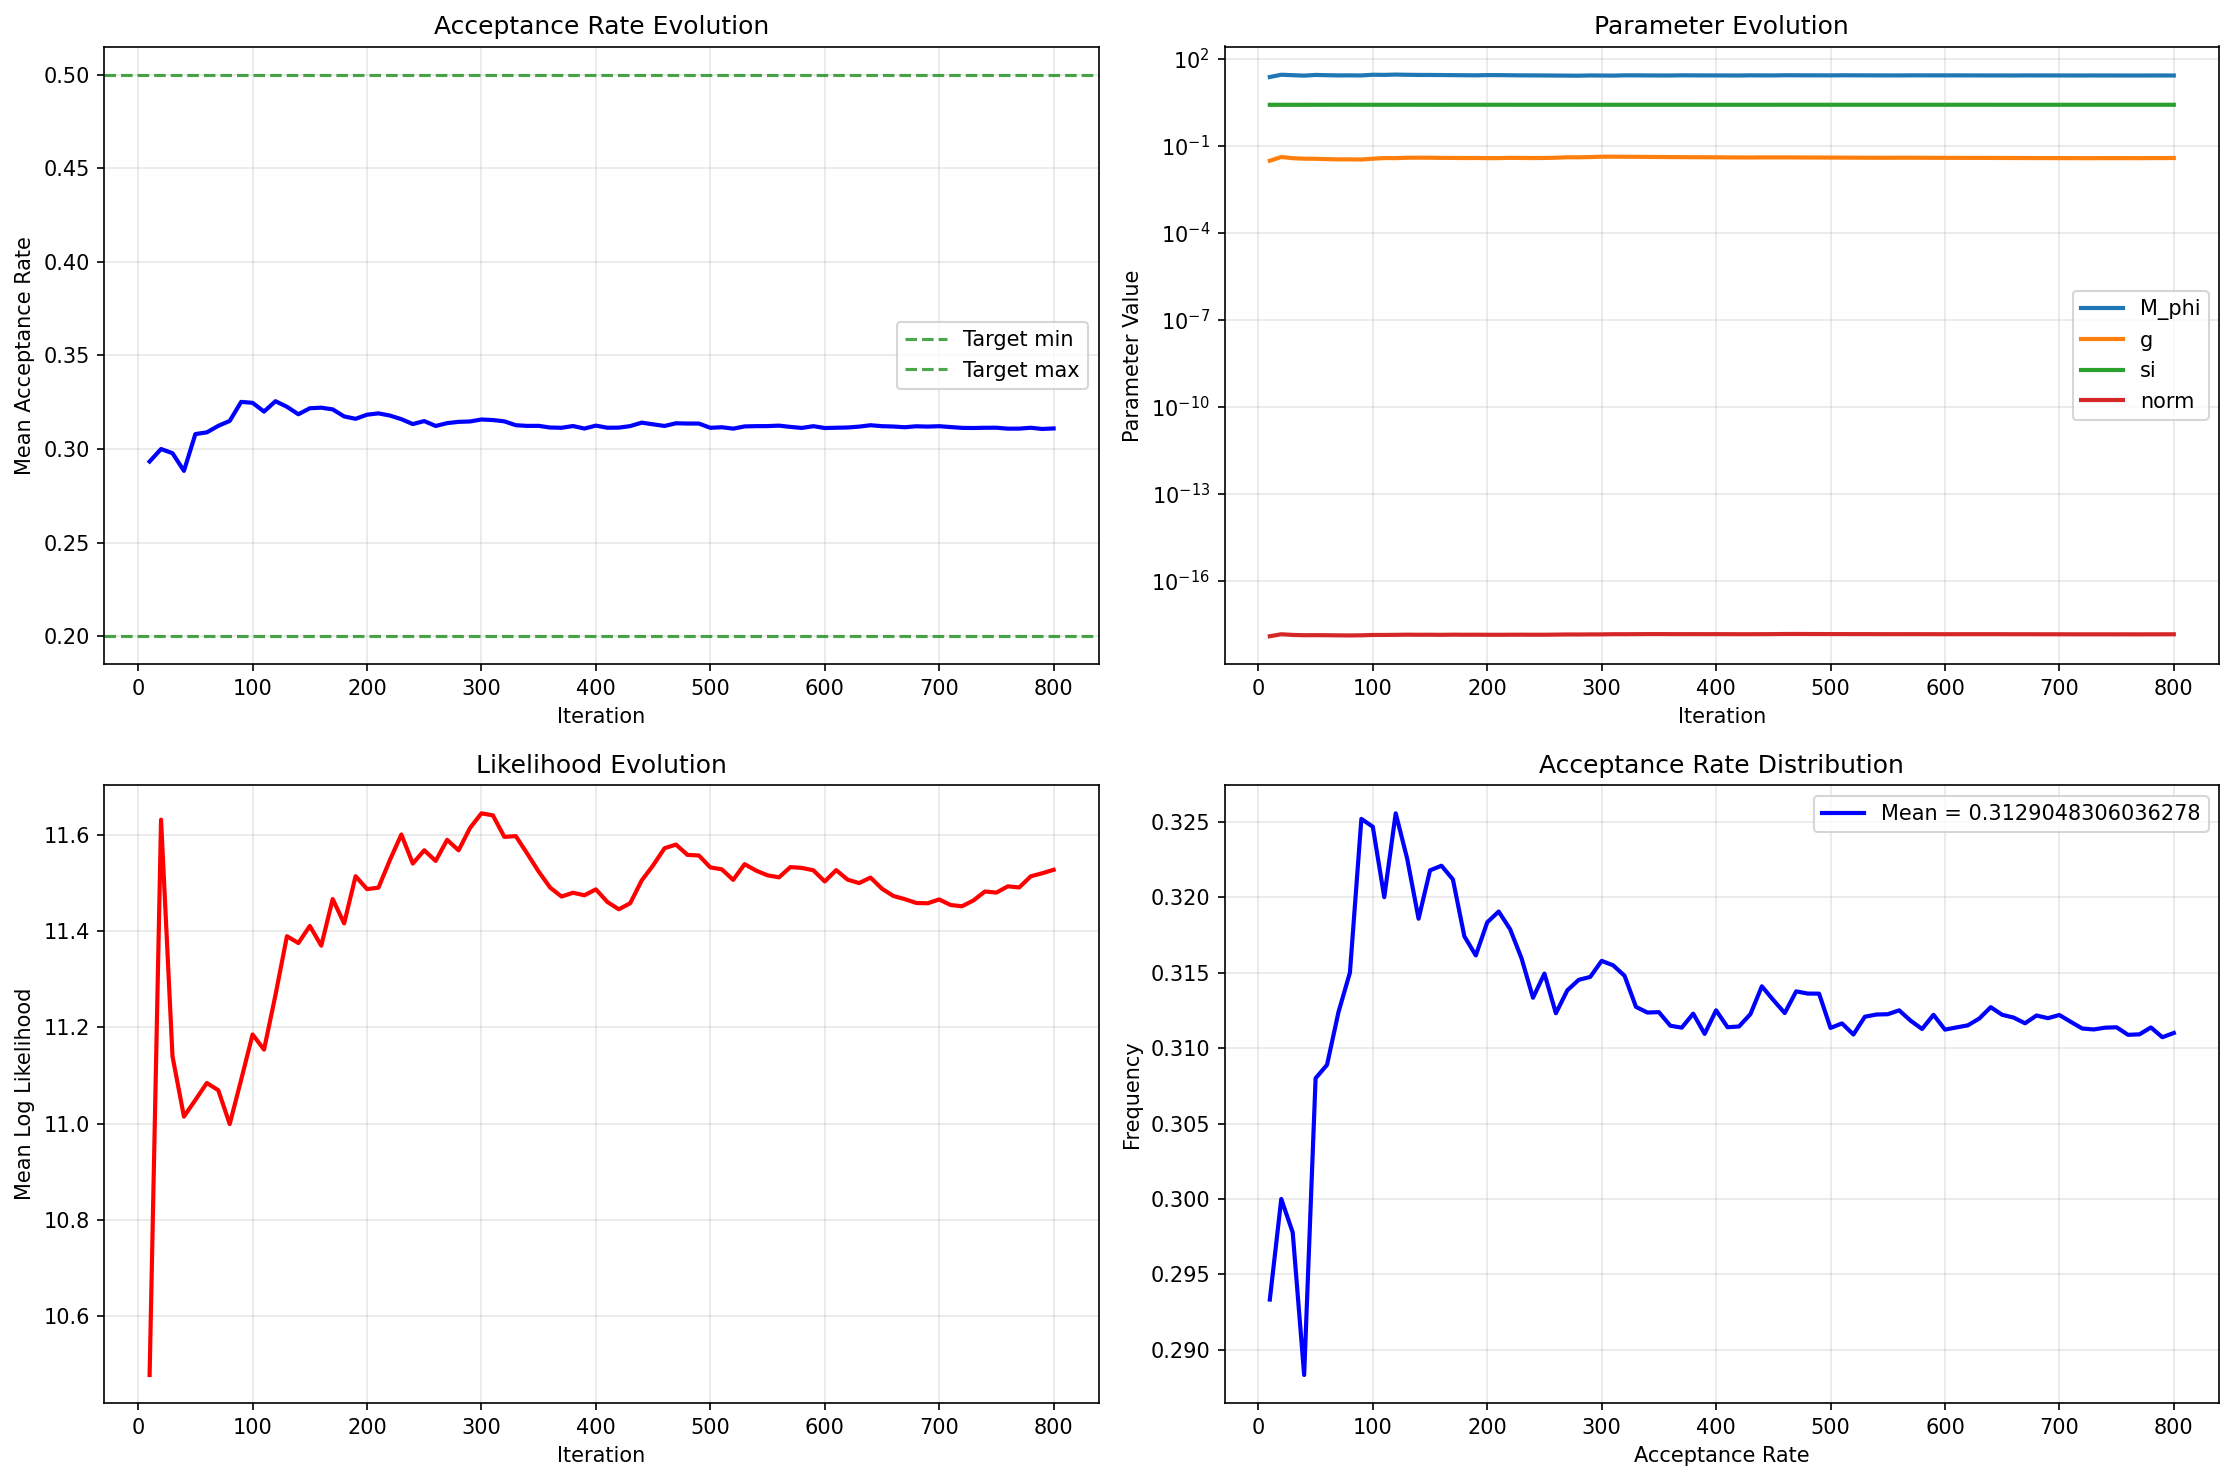 Acceptance Rate Evolution
Mean Acceptance Rate
0.50
0.45
0.40
0.35
0.30
0.25
0.20
Target min
Target max
0 100 200 300 400 500 600 700 800
Iteration
Parameter Evolution
Parameter Value
10²
10⁻¹
10⁻⁴
10⁻⁷
10⁻¹⁰
10⁻¹³
10⁻¹⁶
M_phi
g
si
norm
0 100 200 300 400 500 600 700 800
Iteration
Likelihood Evolution
Mean Log Likelihood
11.6
11.4
11.2
11.0
10.8
10.6
0 100 200 300 400 500 600 700 800
Iteration
Acceptance Rate Distribution
Frequency
0.325
0.320
0.315
0.310
0.305
0.300
0.295
0.290
Mean = 0.3129048306036278
0 100 200 300 400 500 600 700 800
Acceptance Rate